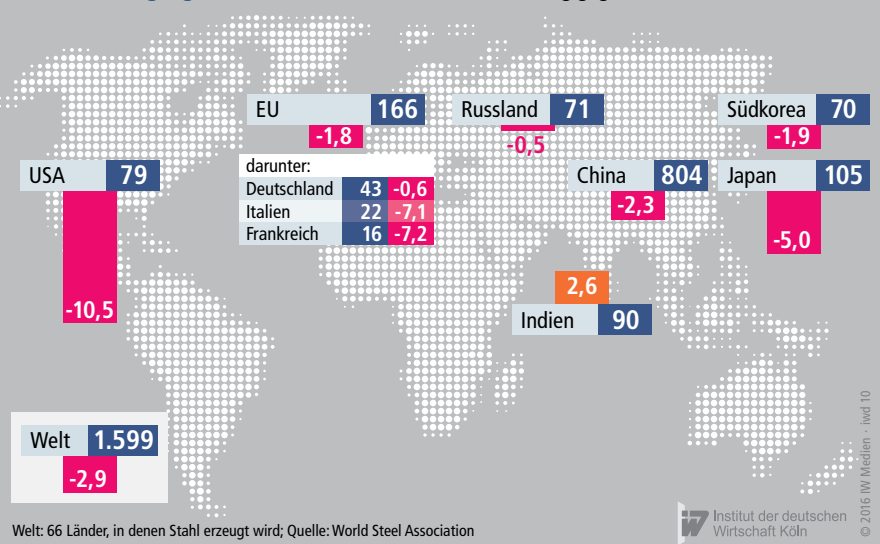 EU 166
-1,8
Russland 71
-0,5
Südkorea 70
-1,9
USA 79
-10,5
darunter:
Deutschland 43 -0,6
Italien 22 -7,1
Frankreich 16 -7,2
China 804
-2,3
Japan 105
-5,0
2,6
Indien 90
Welt 1.599
-2,9
Welt: 66 Länder, in denen Stahl erzeugt wird; Quelle: World Steel Association
iw Institut der deutschen
Wirtschaft Köln
© 2016 IW Medien · iwd 10